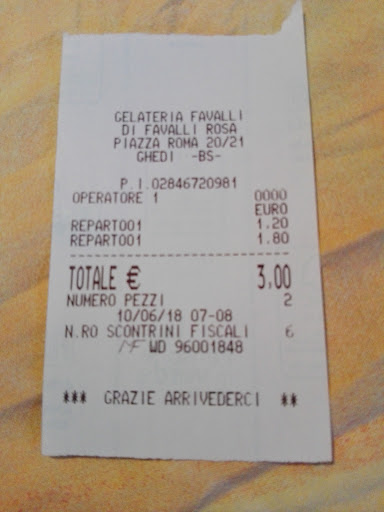 GELATERIA FAVALLI
DI FAVALLI ROSA
PIAZZA ROMA 20/21
GHEDI -BS-
P.I.02846720981
OPERATORE 1 0000
EURO
REPARTO01 1.20
REPARTO01 1.80
TOTALE € 3,00
NUMERO PEZZI 2
10/06/18 07-08
N.RO SCONTRINI FISCALI 6
MF WD 96001848
*** GRAZIE ARRIVEDERCI **